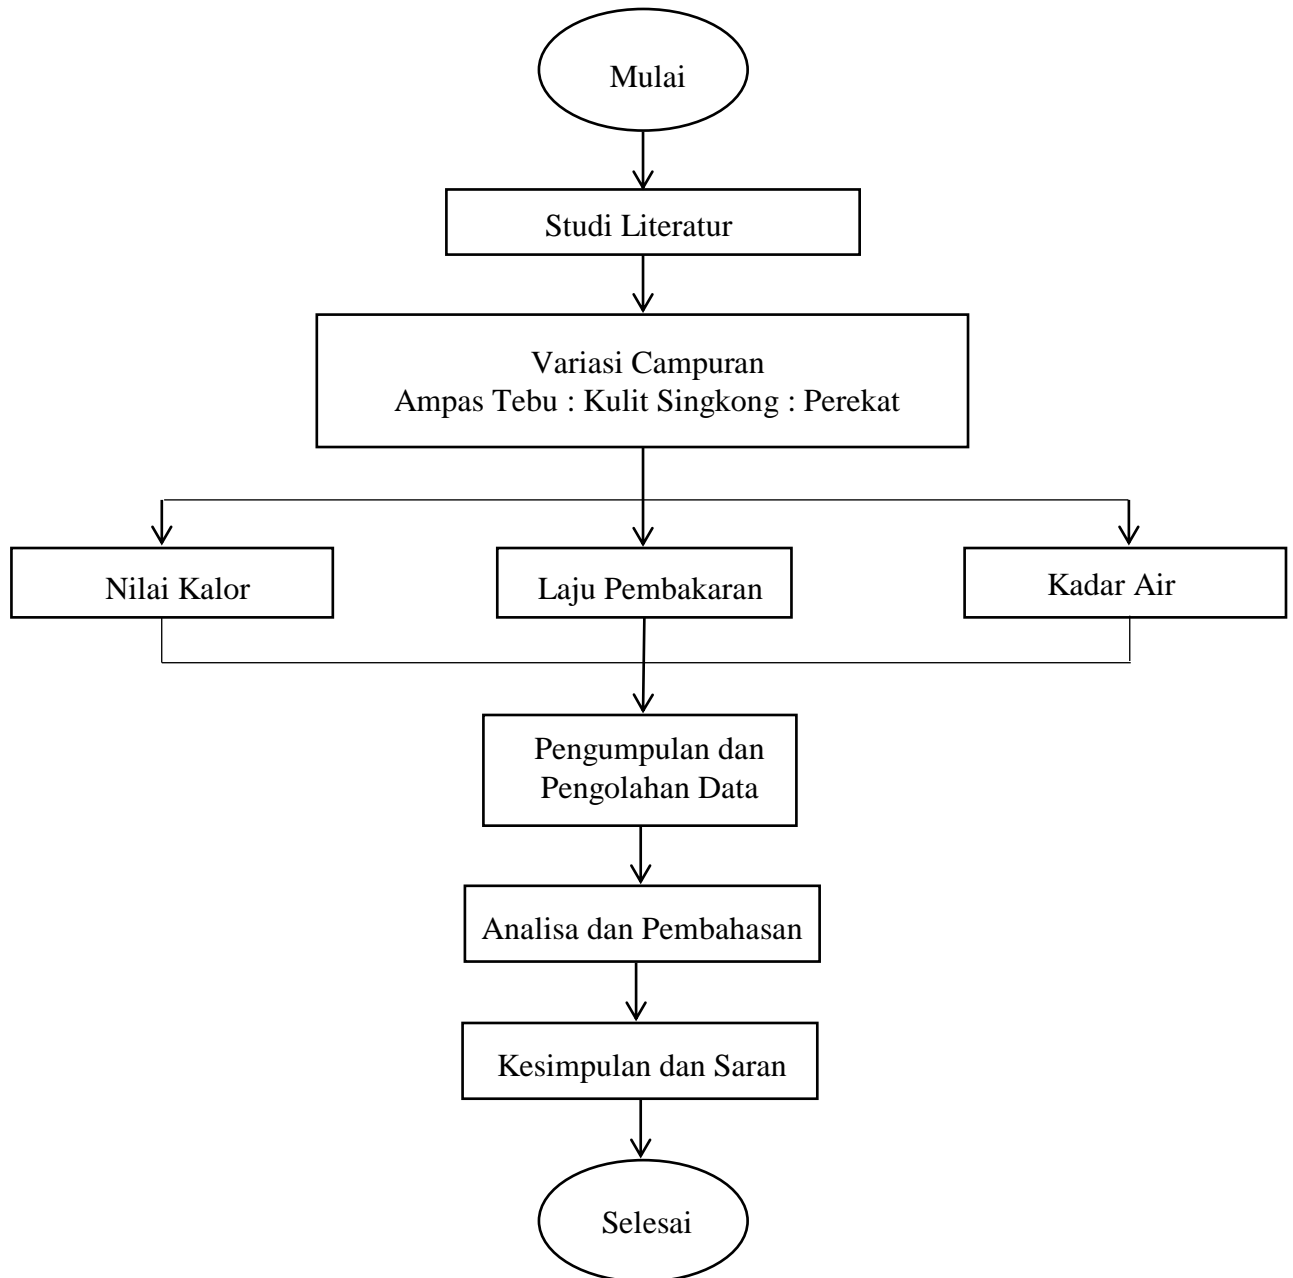 Mulai
Studi Literatur
Variasi Campuran
Ampas Tebu : Kulit Singkong : Perekat
Nilai Kalor
Laju Pembakaran
Kadar Air
Pengumpulan dan
Pengolahan Data
Analisa dan Pembahasan
Kesimpulan dan Saran
Selesai